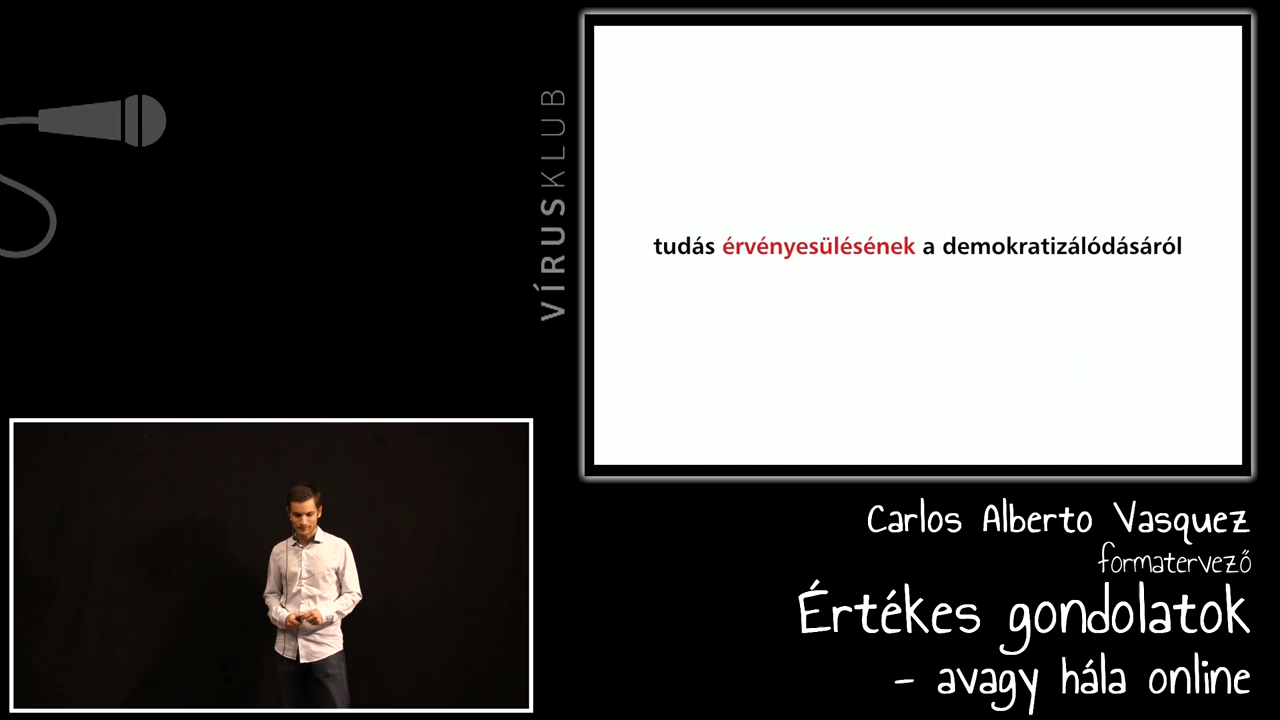 VÍRUSKLUB
tudás érvényesülésének a demokratizálódásáról
Carlos Alberto Vasquez
formatervező
Értékes gondolatok
- avagy hála online